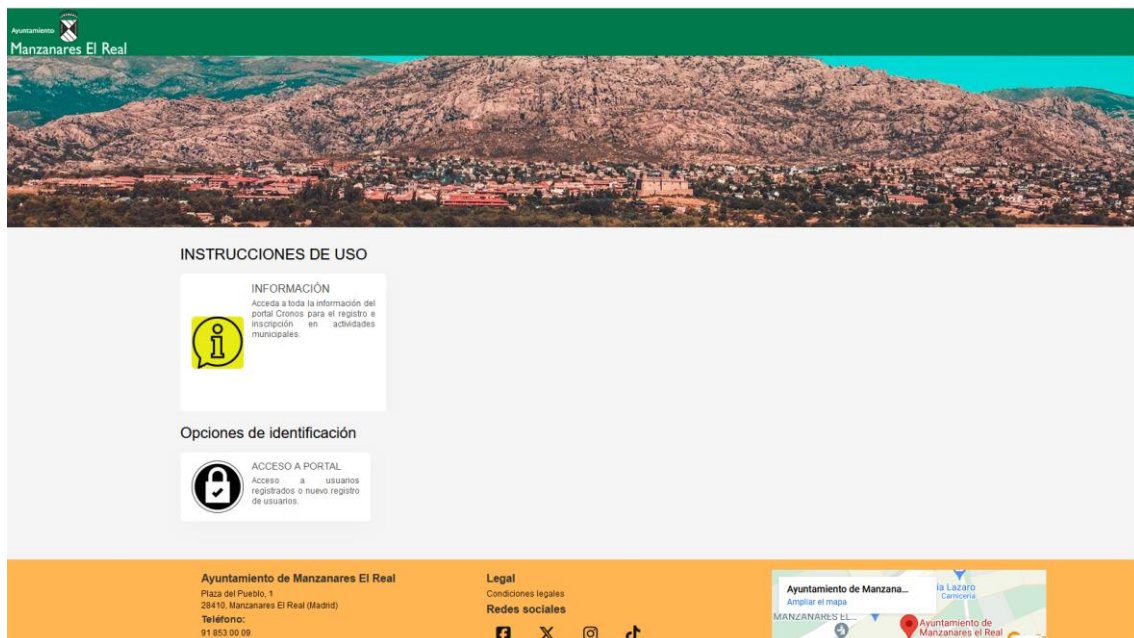 Ayuntamiento
Manzanares El Real
INSTRUCCIONES DE USO
INFORMACIÓN
Acceda a toda la información del
portal Cronos para el registro e
inscripción en actividades
municipales.
Opciones de identificación
ACCESO A PORTAL
Acceso a usuarios
registrados o nuevo registro
de usuarios.
Ayuntamiento de Manzanares El Real
Plaza del Pueblo, 1
28410, Manzanares El Real (Madrid)
Teléfono:
91 853 00 09
Legal
Condiciones legales
Redes sociales
Ayuntamiento de Manzana...
Ampliar el mapa
ía Lazaro
Carnicería
MANZANARES EL...
Ayuntamiento de
Manzanares el Real